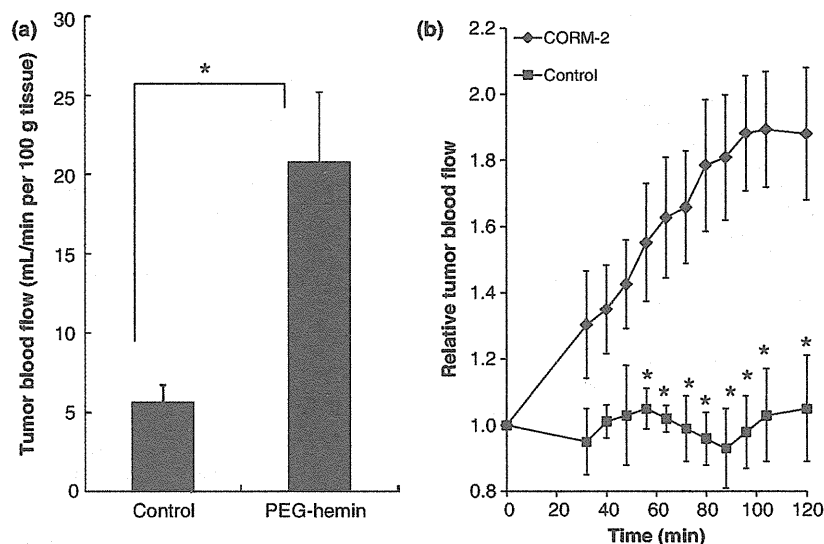 (a)
30
25
20
15
10
5
0
Tumor blood flow (mL/min per 100 g tissue)
*
Control
PEG-hemin
(b)
2.2
2.0
1.8
1.6
1.4
1.2
1.0
0.8
Relative tumor blood flow
CORM-2
Control
* * * * * * * *
0 20 40 60 80 100 120
Time (min)